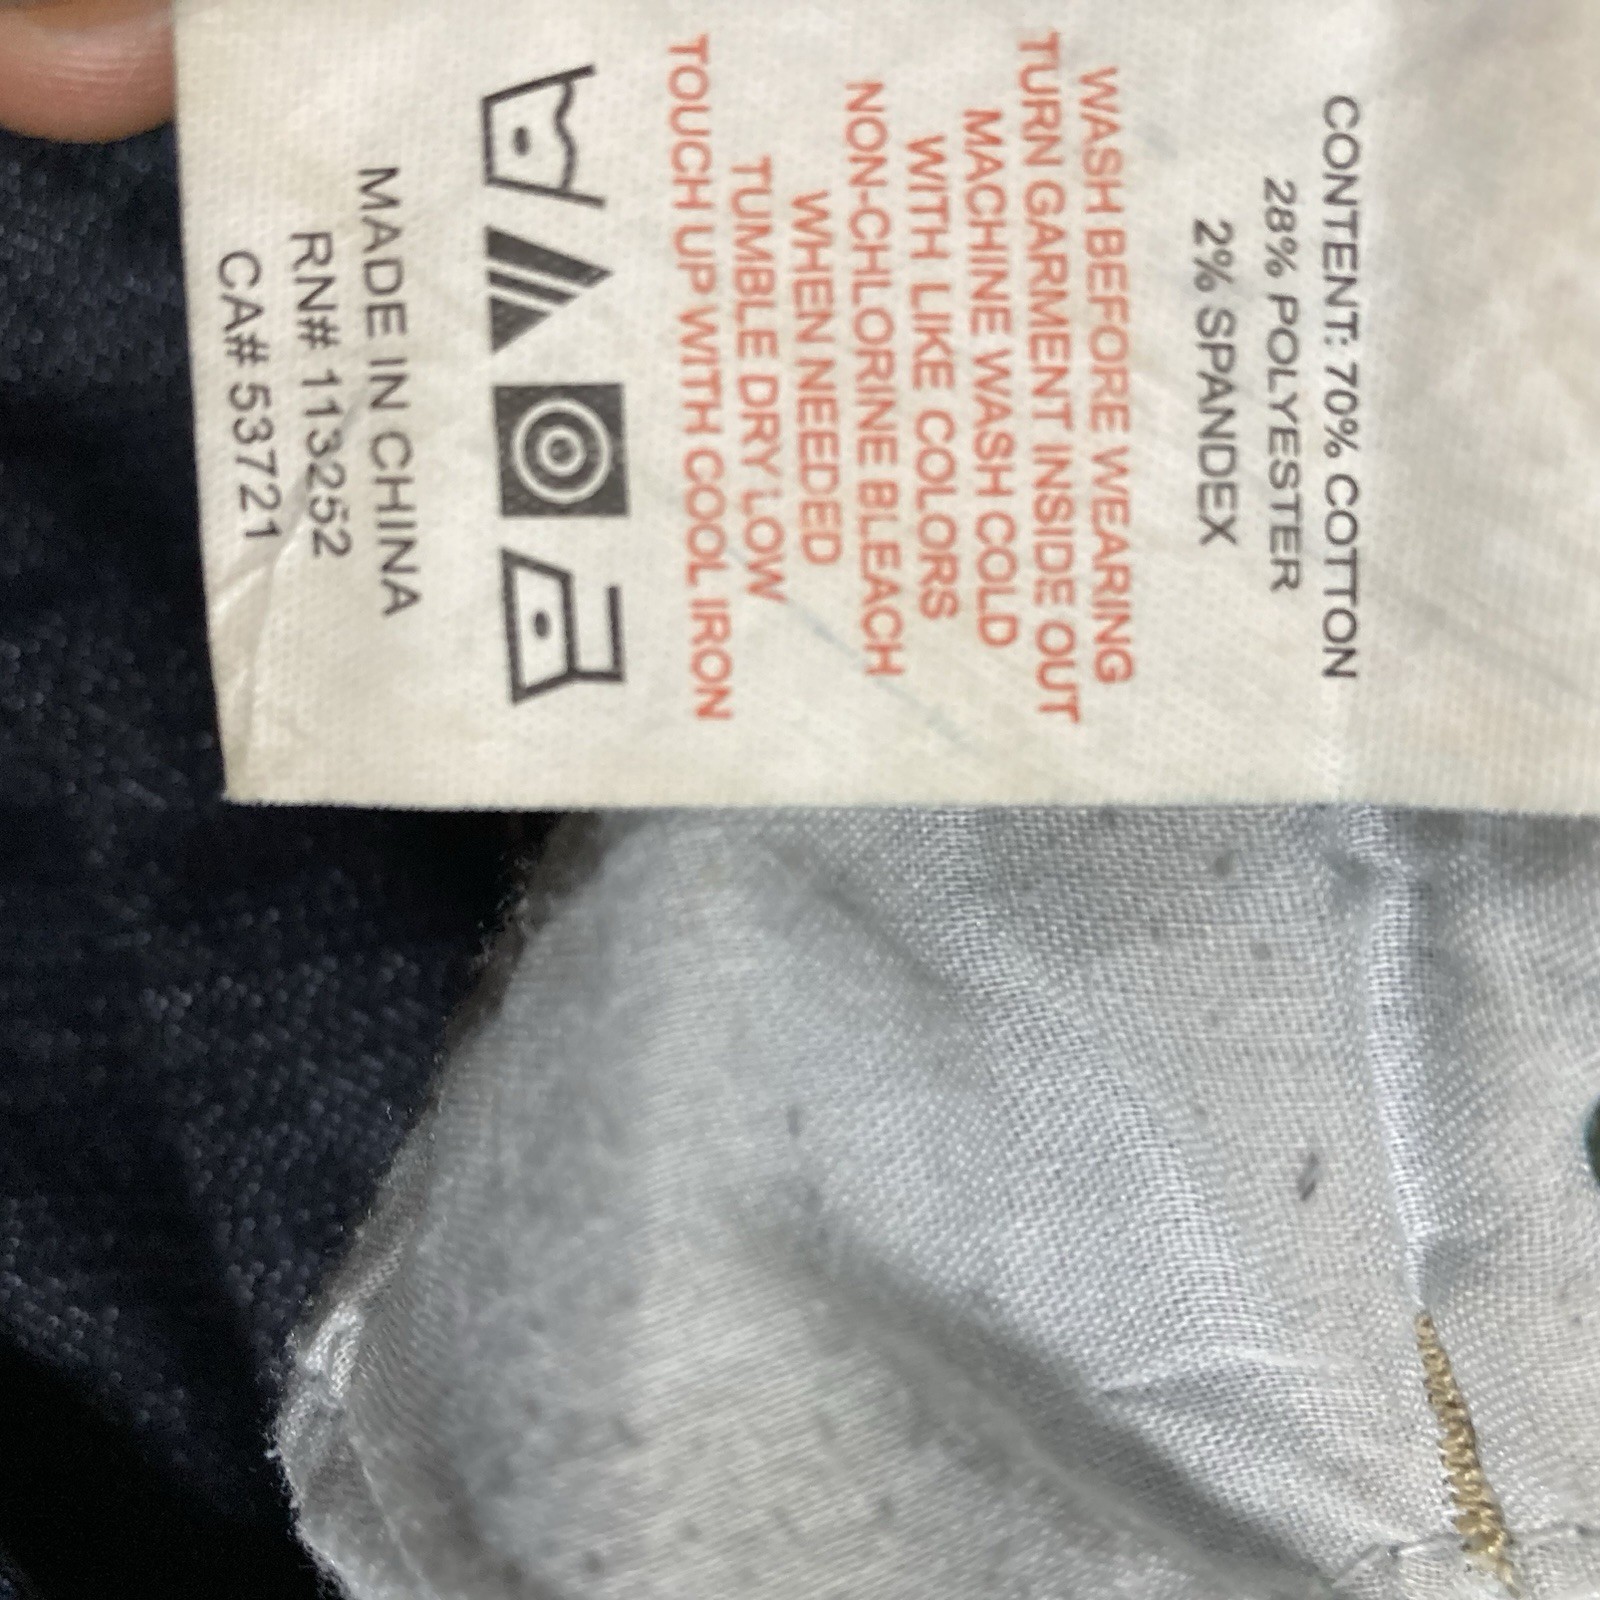 CONTENT: 70% COTTON
28% POLYESTER
2% SPANDEX
WASH BEFORE WEARING
TURN GARMENT INSIDE OUT
MACHINE WASH COLD
WITH LIKE COLORS
NON-CHLORINE BLEACH
WHEN NEEDED
TUMBLE DRY LOW
TOUCH UP WITH COOL IRON
MADE IN CHINA
RN# 113252
CA# 53721